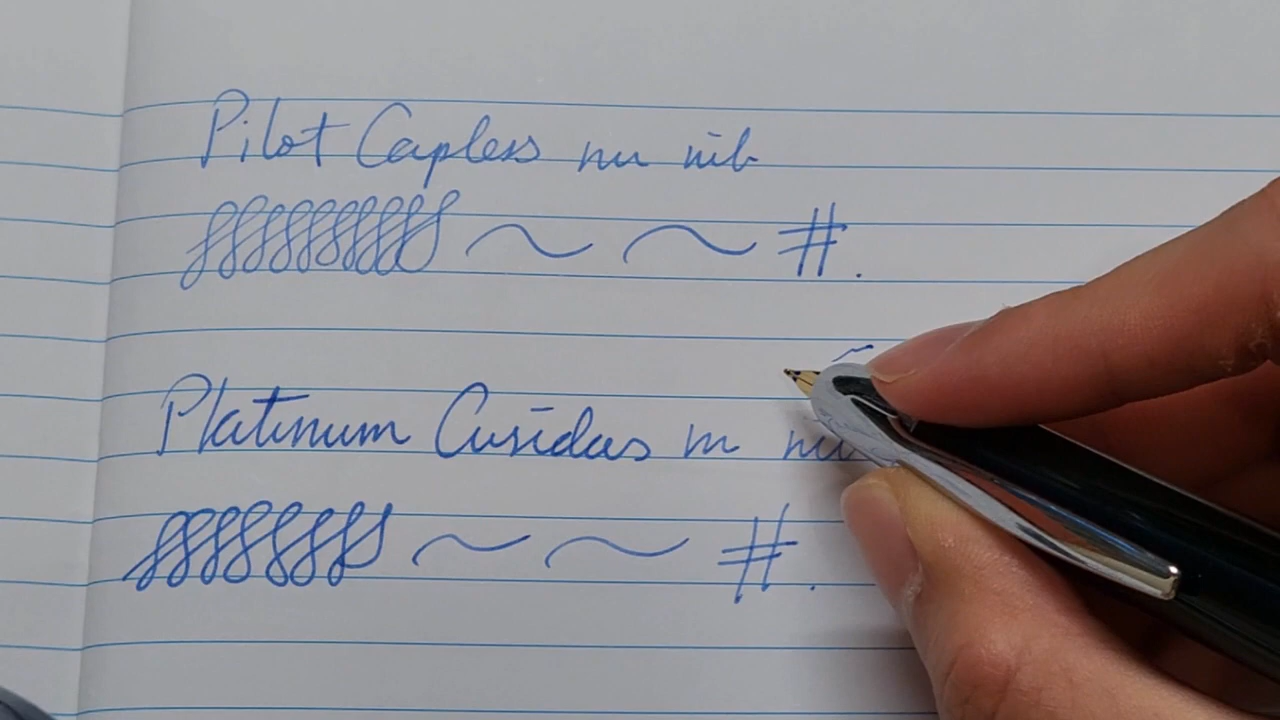 Pilot Capless m nib
~ ~ #.
Platinum Curidas m
~ ~ #.